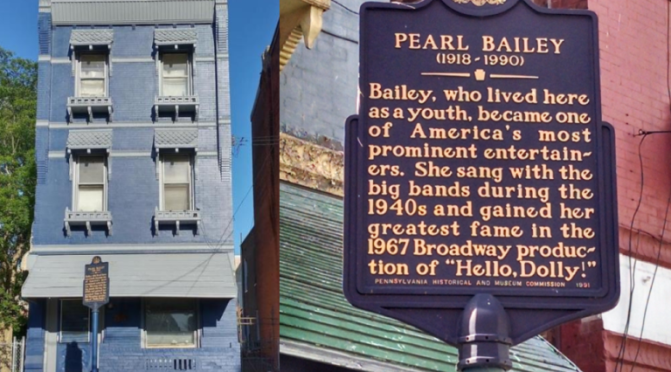 PEARL BAILEY
(1918-1990)
Bailey, who lived here
as a youth, became one
of America's most
prominent entertain-
ers. She sang with the
big bands during the
1940s and gained her
greatest fame in the
1967 Broadway produc-
tion of "Hello, Dolly!"
PENNSYLVANIA HISTORICAL AND MUSEUM COMMISSION 1991